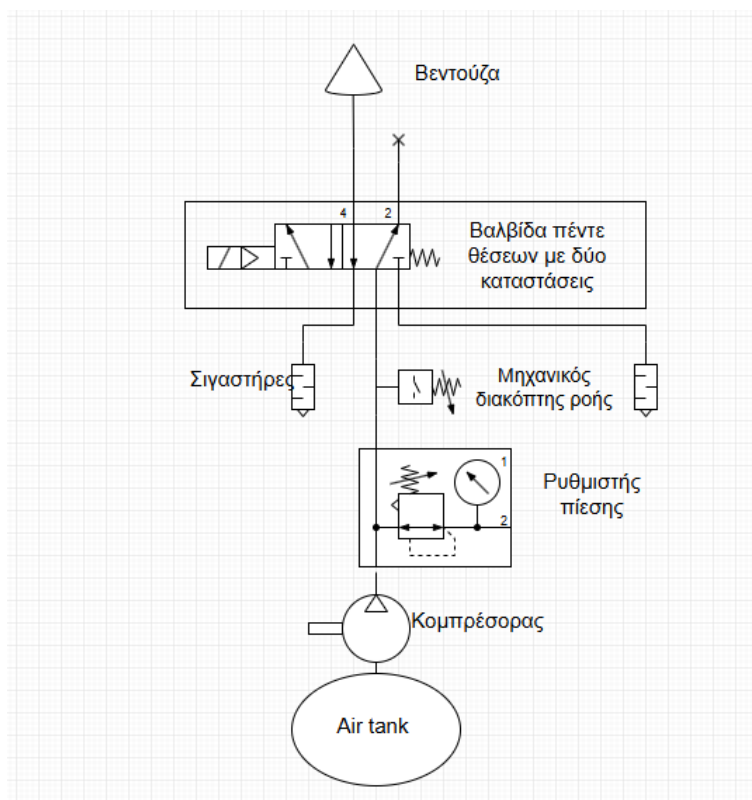 Βεντούζα
4
2
Βαλβίδα πέντε
θέσεων με δύο
καταστάσεις
Σιγαστήρες
Μηχανικός
διακόπτης ροής
1
Ρυθμιστής
πίεσης
2
Κομπρέσορας
Air tank